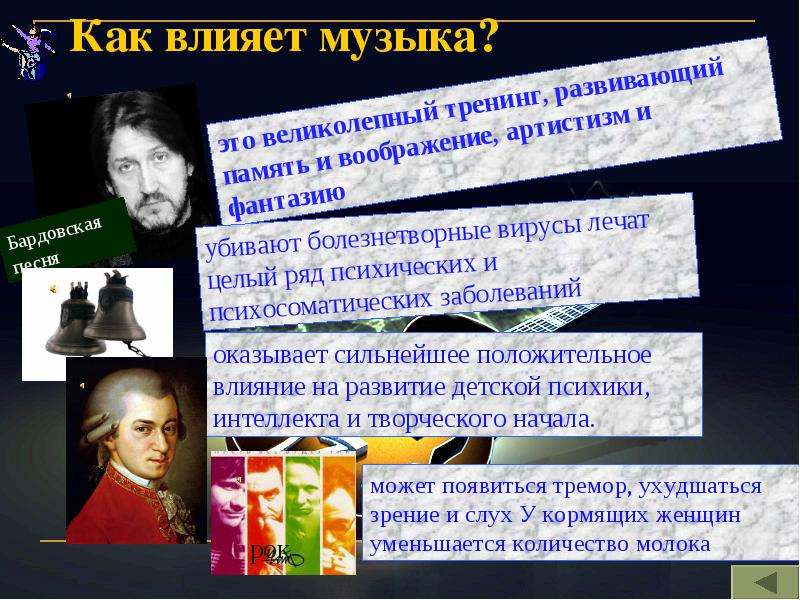 Как влияет музыка?
это великолепный тренинг, развивающий
память и воображение, артистизм и
фантазию
Бардовская
песня
убивают болезнетворные вирусы лечат
целый ряд психических и
психосоматических заболеваний
оказывает сильнейшее положительное
влияние на развитие детской психики,
интеллекта и творческого начала.
рок
может появиться тремор, ухудшаться
зрение и слух У кормящих женщин
уменьшается количество молока